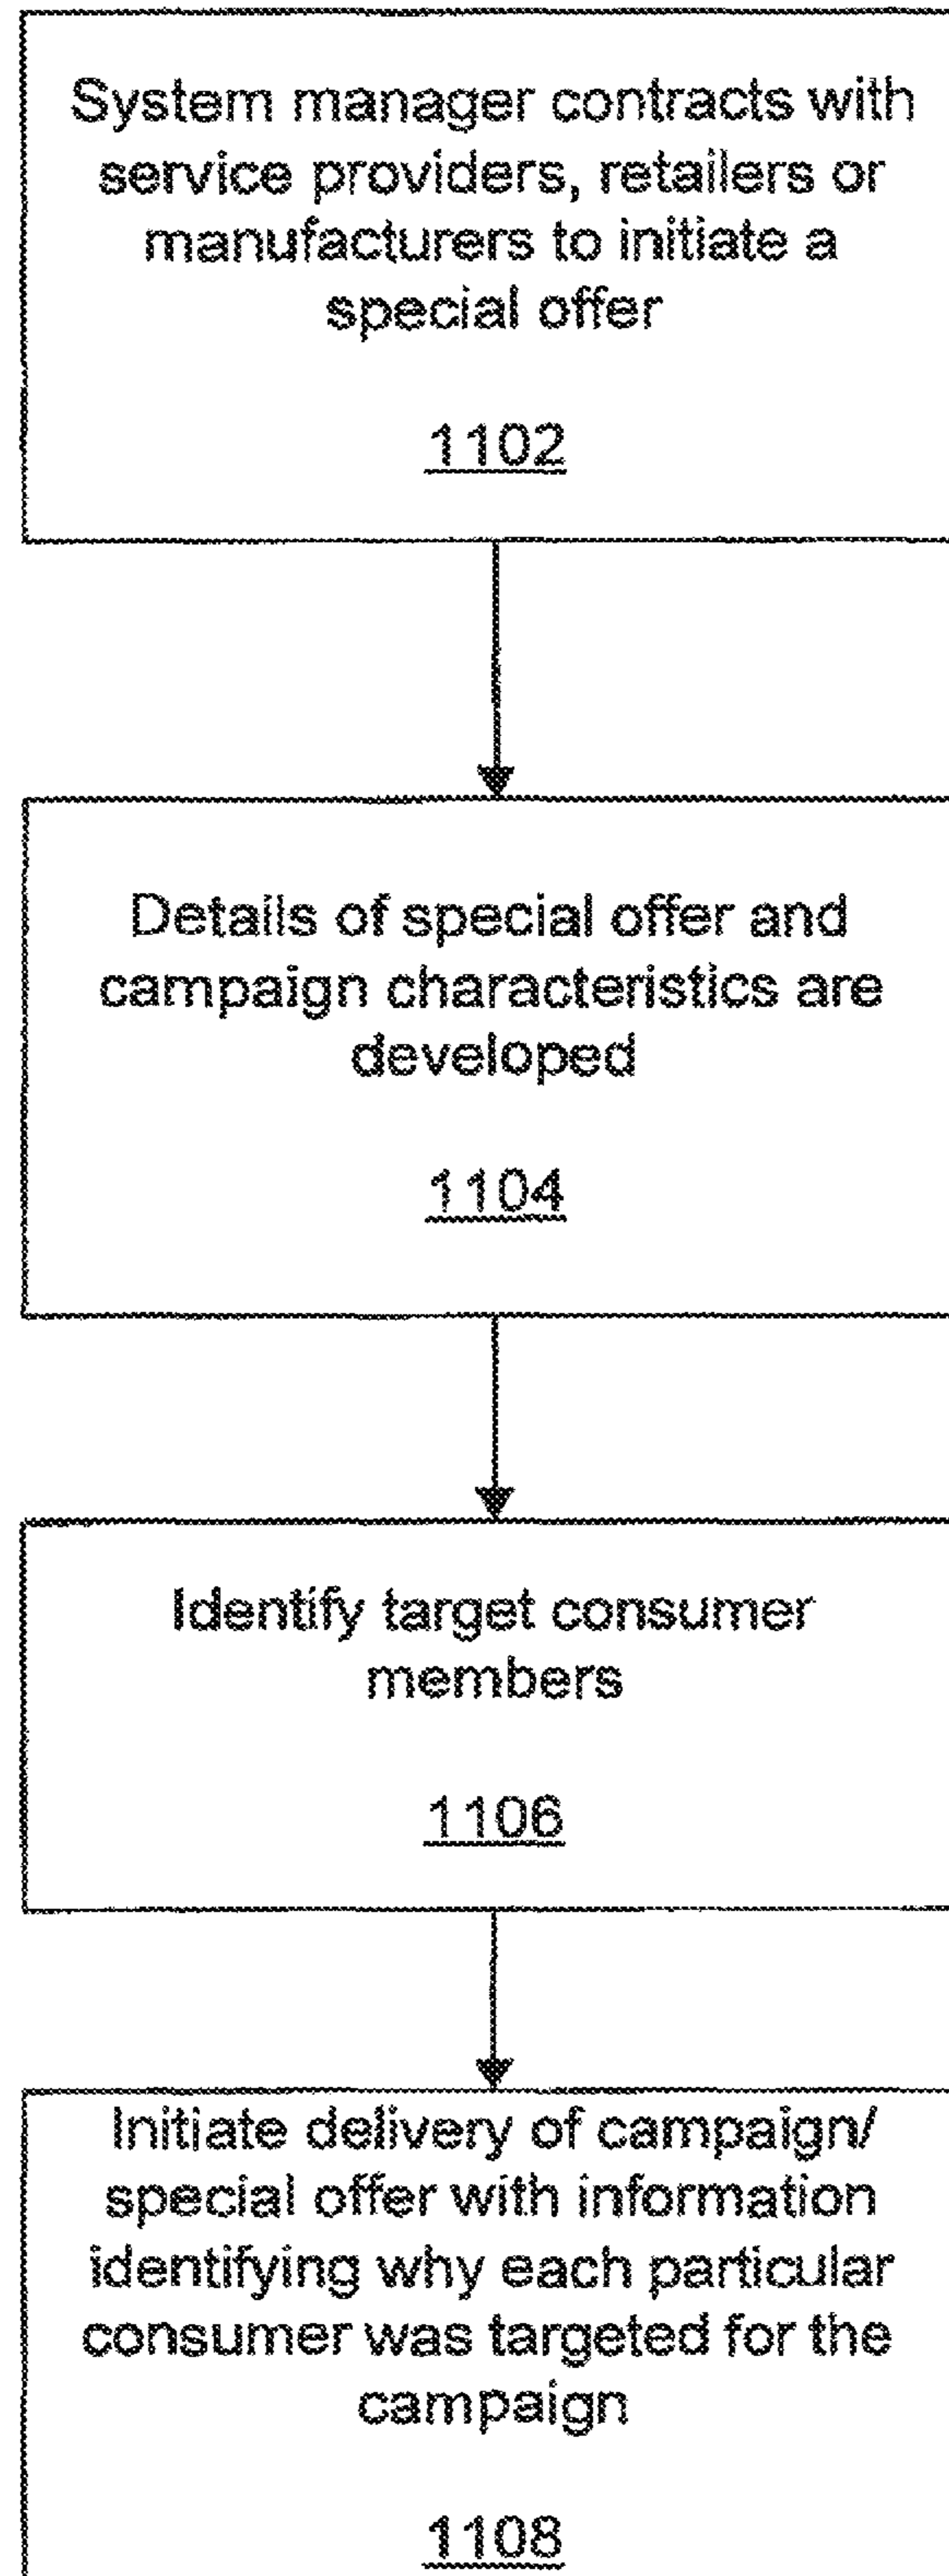 System manager contracts with
service providers, retailers or
manufacturers to initiate a
special offer
1102
Details of special offer and
campaign characteristics are
developed
1104
Identify target consumer
members
1106
Initiate delivery of campaign/
special offer with information
identifying why each particular
consumer was targeted for the
campaign
1108